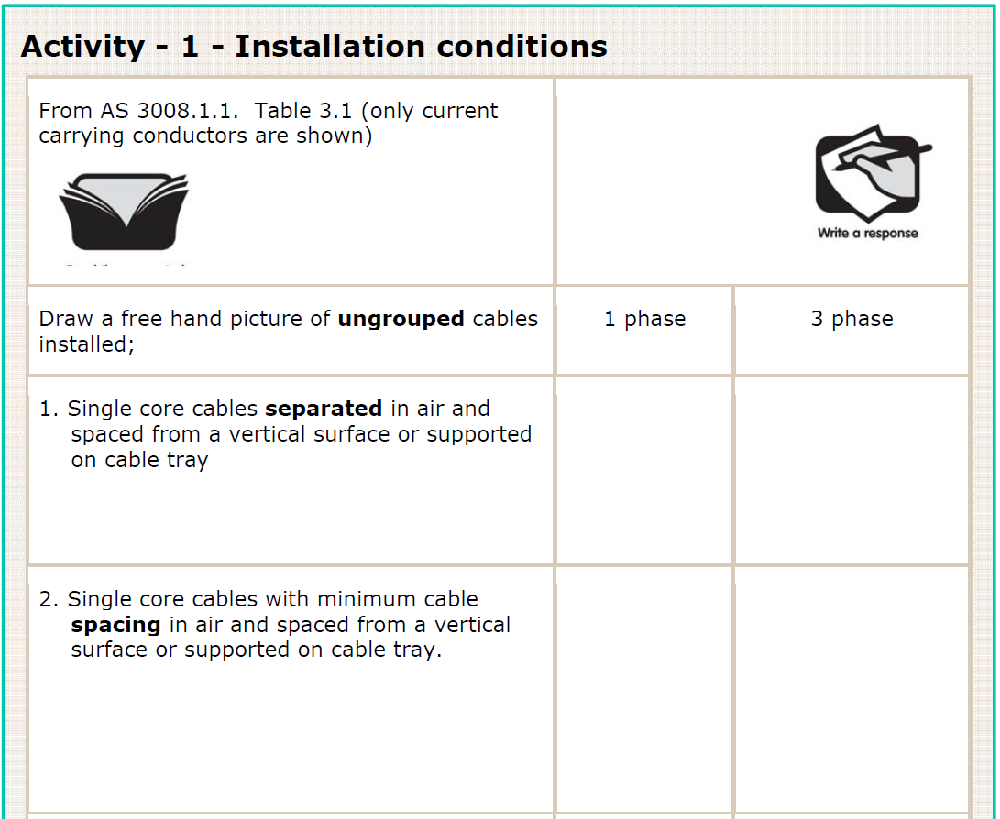 Activity - 1 - Installation conditions
From AS 3008.1.1.  Table 3.1 (only current
carrying conductors are shown)
Write a response
Draw a free hand picture of ungrouped cables
installed;
1 phase
3 phase
1. Single core cables separated in air and
spaced from a vertical surface or supported
on cable tray
2. Single core cables with minimum cable
spacing in air and spaced from a vertical
surface or supported on cable tray.